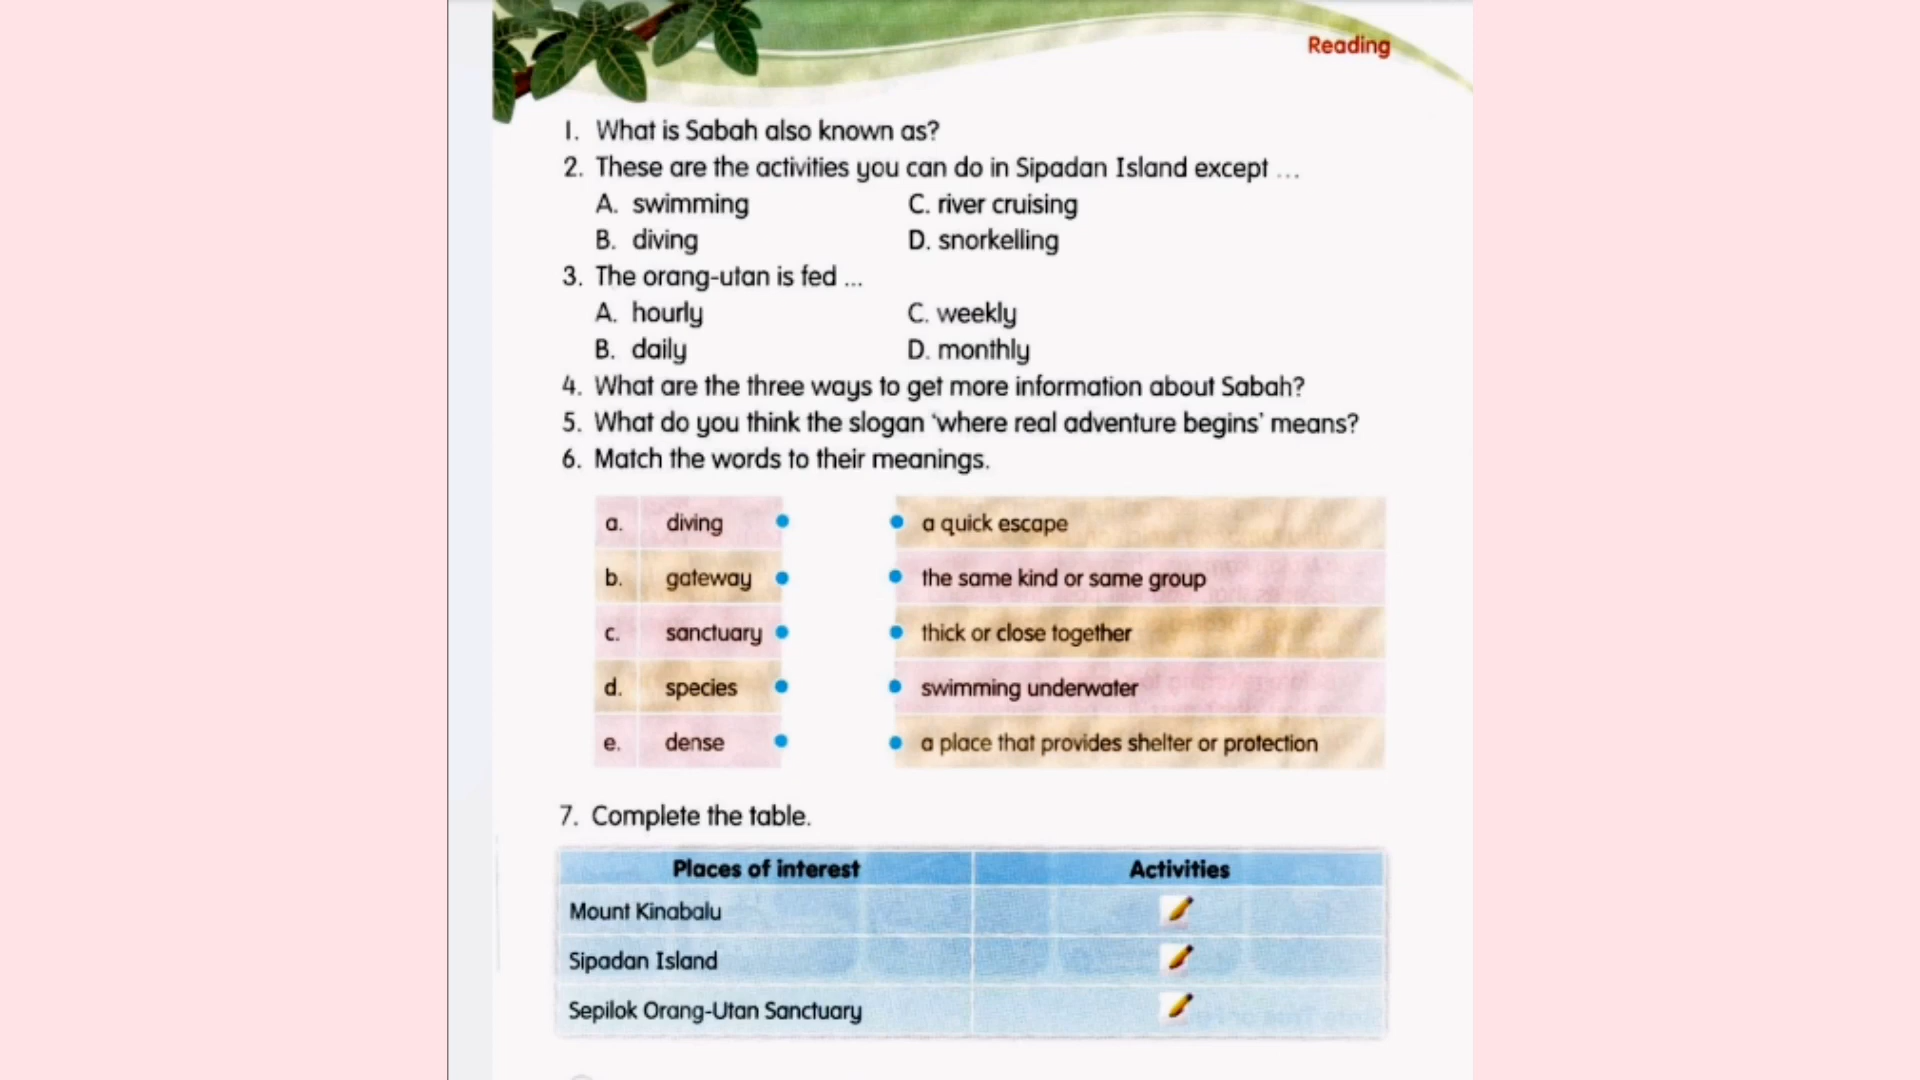 Reading
1. What is Sabah also known as?
2. These are the activities you can do in Sipadan Island except ...
A. swimming C. river cruising
B. diving D. snorkelling
3. The orang-utan is fed ...
A. hourly C. weekly
B. daily D. monthly
4. What are the three ways to get more information about Sabah?
5. What do you think the slogan ‘where real adventure begins’ means?
6. Match the words to their meanings.
a. diving a quick escape
b. gateway the same kind or same group
c. sanctuary thick or close together
d. species swimming underwater
e. dense a place that provides shelter or protection
7. Complete the table.
Places of interest Activities
Mount Kinabalu
Sipadan Island
Sepilok Orang-Utan Sanctuary